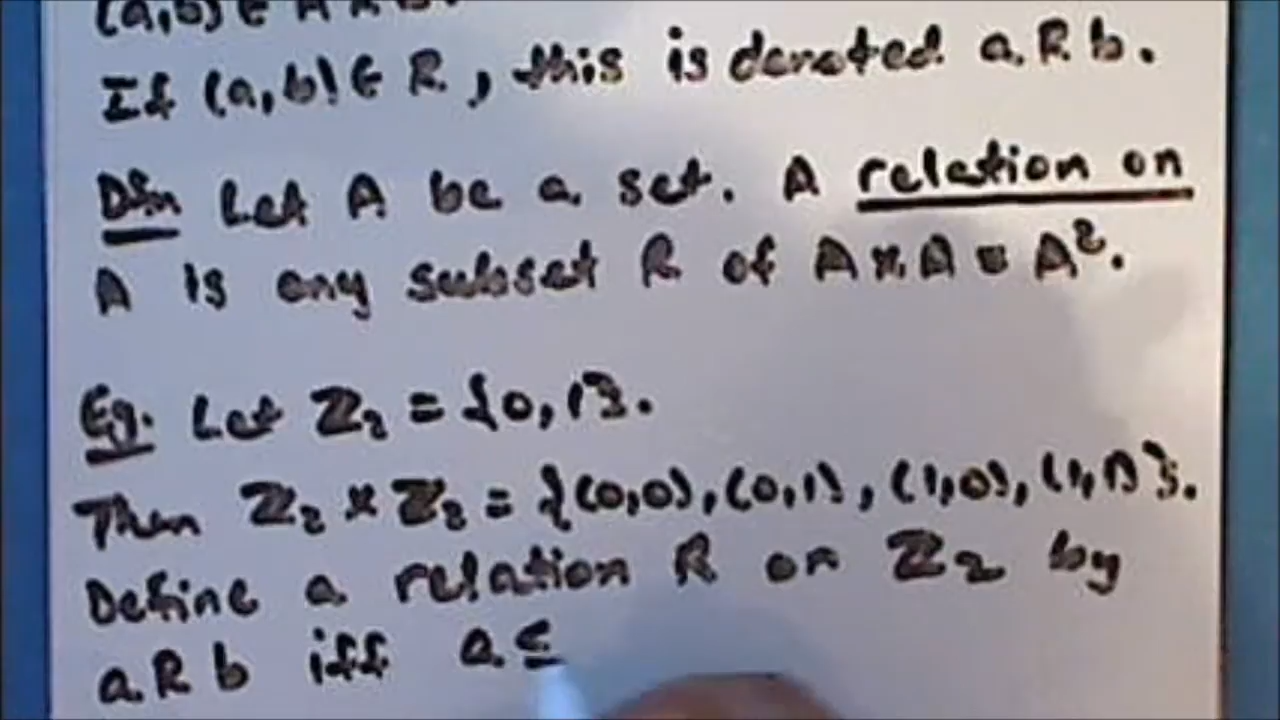 (a,b) ∈ A × B.
If (a,b) ∈ R, this is denoted a R b.
Dfn Let A be a set. A relation on
A is any subset R of A × A = A².
Eg. Let ℤ₂ = {0, 1}.
Then ℤ₂ × ℤ₂ = {(0,0), (0,1), (1,0), (1,1)}.
Define a relation R on ℤ₂ by
a R b iff a ≤